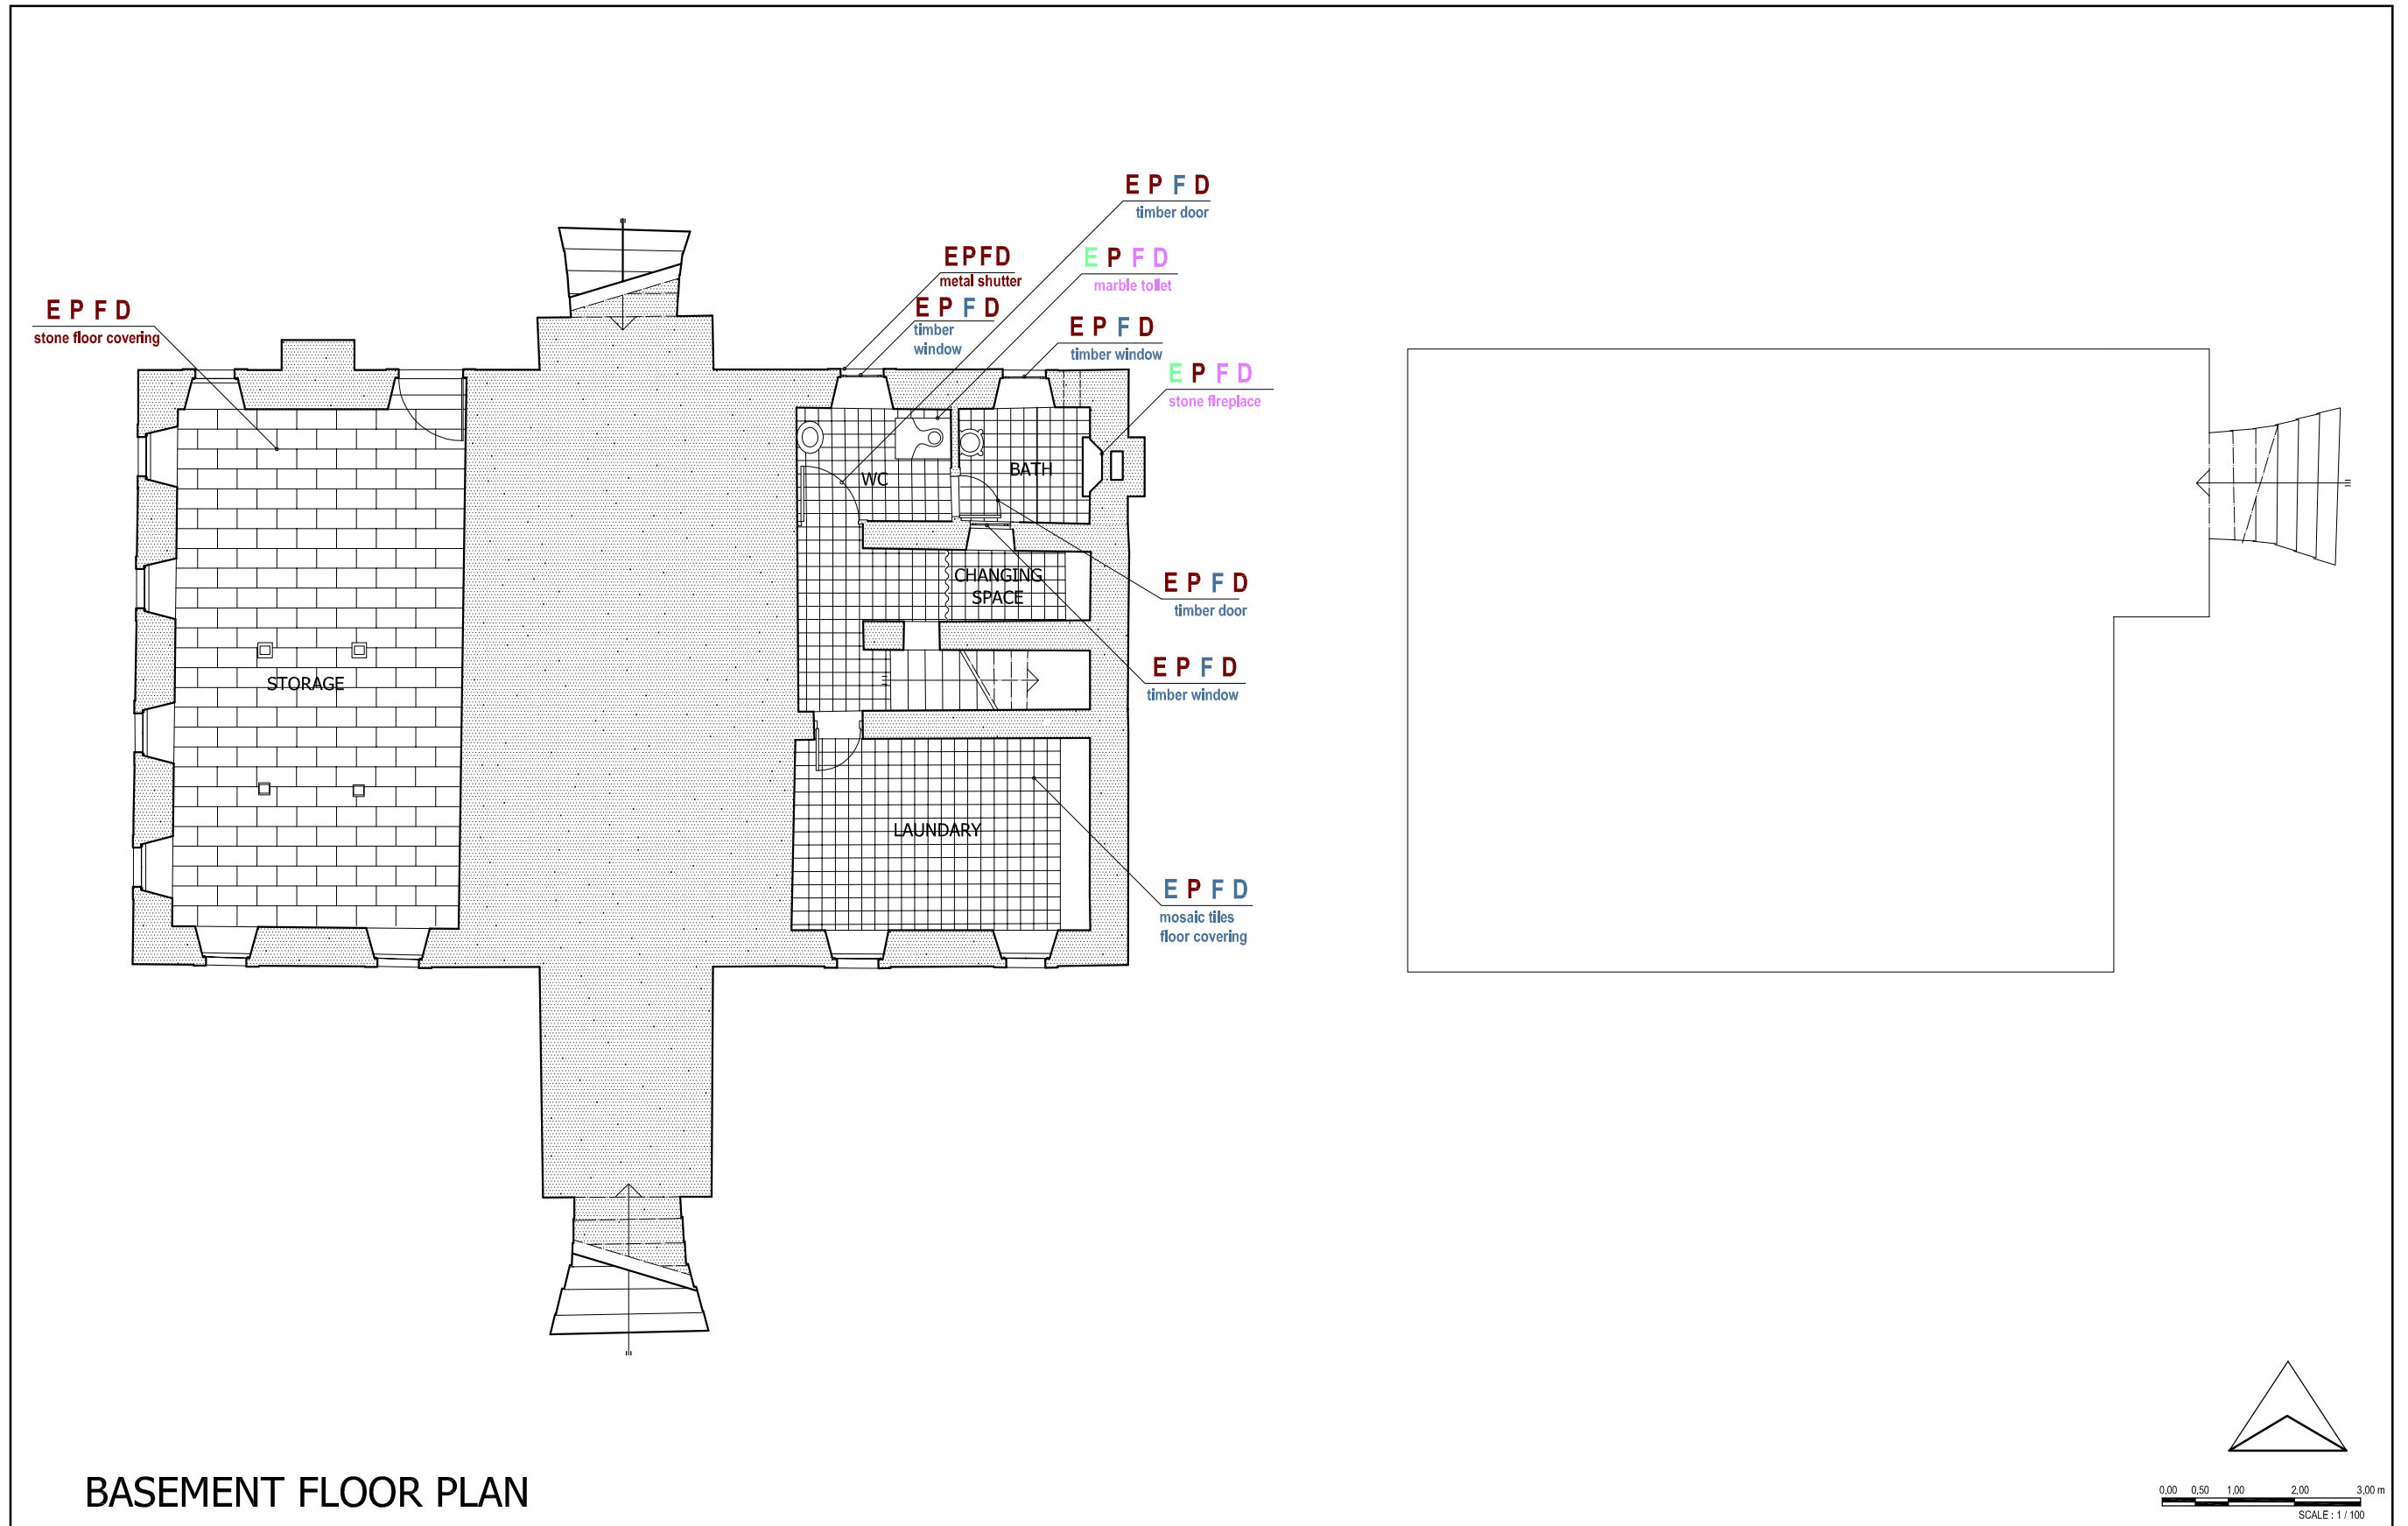 E P F D
timber door
E P F D
metal shutter
E P F D
marble toilet
E P F D
stone floor covering
E P F D
timber
window
E P F D
timber window
E P F D
stone fireplace
WC
BATH
CHANGING
SPACE
E P F D
timber door
STORAGE
E P F D
timber window
LAUNDARY
E P F D
mosaic tiles
floor covering
BASEMENT FLOOR PLAN
0,00 0,50 1,00 2,00 3,00 m
SCALE : 1 / 100